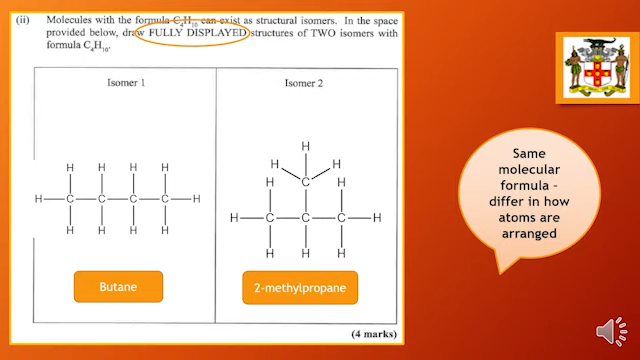 (ii) Molecules with the formula C₄H₁₀ can exist as structural isomers. In the space
provided below, draw FULLY DISPLAYED structures of TWO isomers with
formula C₄H₁₀.
Isomer 1
Isomer 2
H H H H
H C C C C H
H H H H
Butane
H
H H
H C H
H C C C H
H H H
2-methylpropane
(4 marks)
Same
molecular
formula –
differ in how
atoms are
arranged